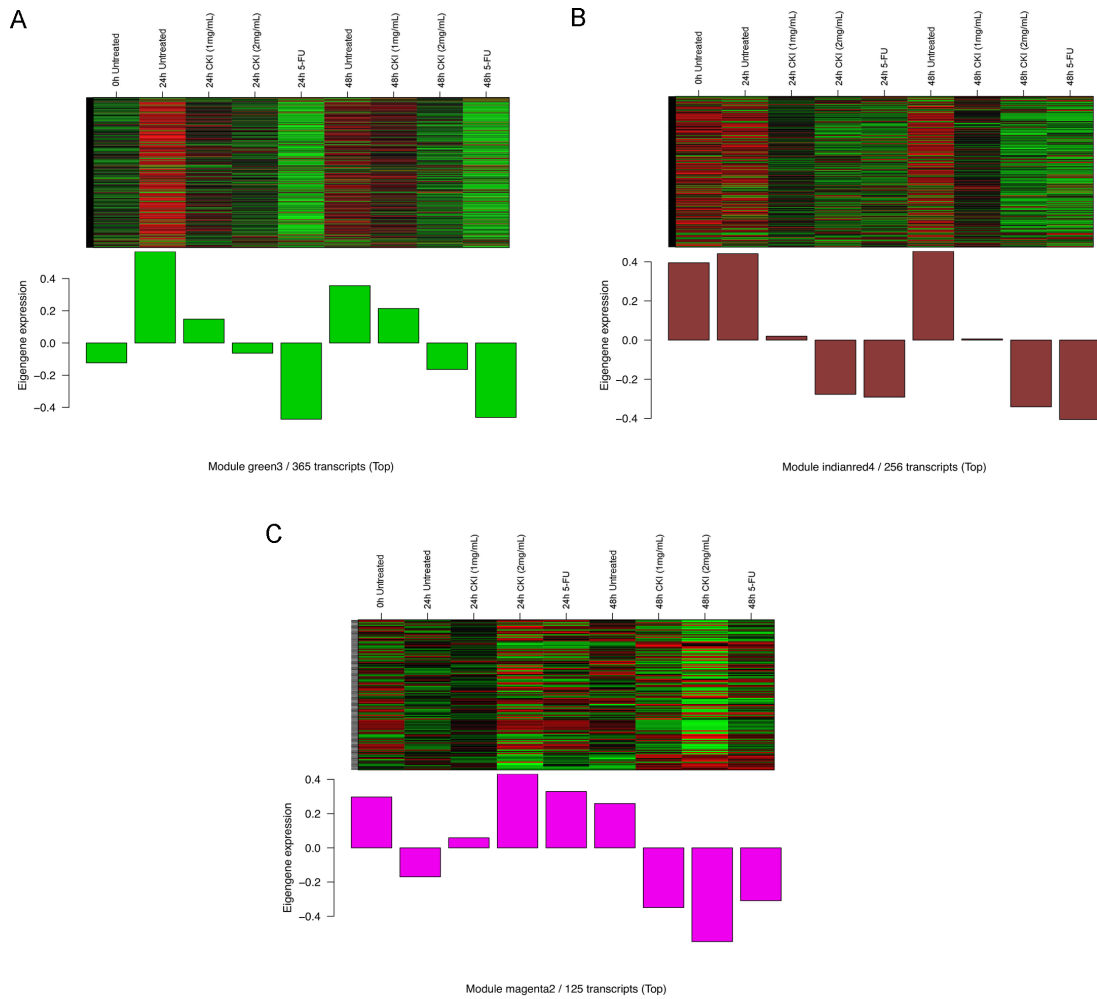 A
0h Untreated
24h Untreated
24h CKI (1mg/mL)
24h CKI (2mg/mL)
24h 5-FU
48h Untreated
48h CKI (1mg/mL)
48h CKI (2mg/mL)
48h 5-FU
Eigengene expression
0.4
0.2
0.0
−0.2
−0.4
Module green3 / 365 transcripts (Top)
B
0h Untreated
24h Untreated
24h CKI (1mg/mL)
24h CKI (2mg/mL)
24h 5-FU
48h Untreated
48h CKI (1mg/mL)
48h CKI (2mg/mL)
48h 5-FU
Eigengene expression
0.4
0.2
0.0
−0.2
−0.4
Module indianred4 / 256 transcripts (Top)
C
0h Untreated
24h Untreated
24h CKI (1mg/mL)
24h CKI (2mg/mL)
24h 5-FU
48h Untreated
48h CKI (1mg/mL)
48h CKI (2mg/mL)
48h 5-FU
Eigengene expression
0.4
0.2
0.0
−0.2
−0.4
Module magenta2 / 125 transcripts (Top)